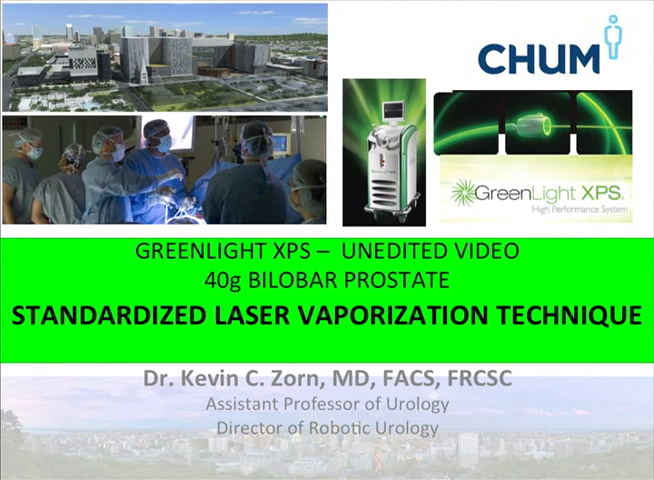 CHUM
GreenLight XPS®
High Performance System
GREENLIGHT XPS – UNEDITED VIDEO
40g BILOBAR PROSTATE
STANDARDIZED LASER VAPORIZATION TECHNIQUE
Dr. Kevin C. Zorn, MD, FACS, FRCSC
Assistant Professor of Urology
Director of Robotic Urology